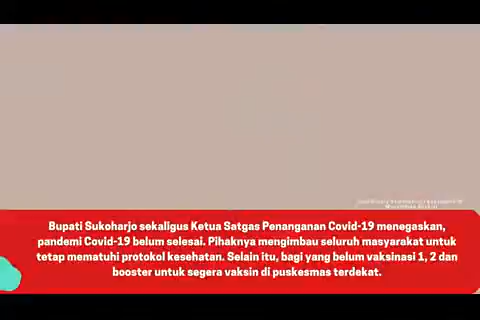 Bupati Sukoharjo sekaligus Ketua Satgas Penanganan Covid-19 menegaskan,
pandemi Covid-19 belum selesai. Pihaknya mengimbau seluruh masyarakat untuk
tetap mematuhi protokol kesehatan. Selain itu, bagi yang belum vaksinasi 1, 2 dan
booster untuk segera vaksin di puskesmas terdekat.